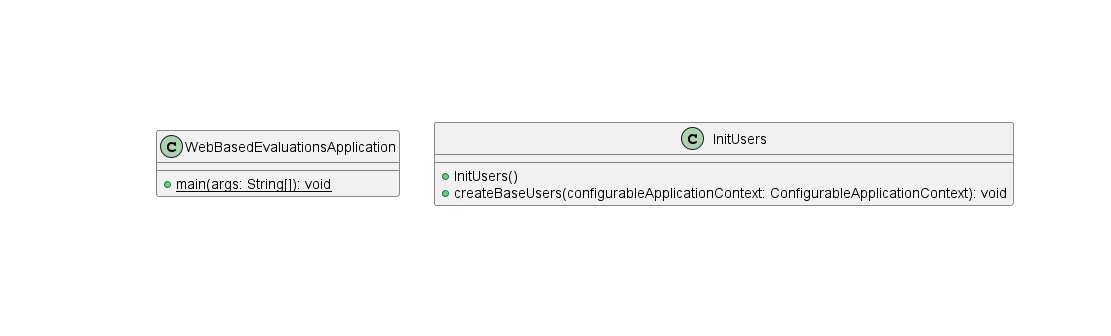 C WebBasedEvaluationsApplication
main(args: String[]): void
C InitUsers
InitUsers()
createBaseUsers(configurableApplicationContext: ConfigurableApplicationContext): void